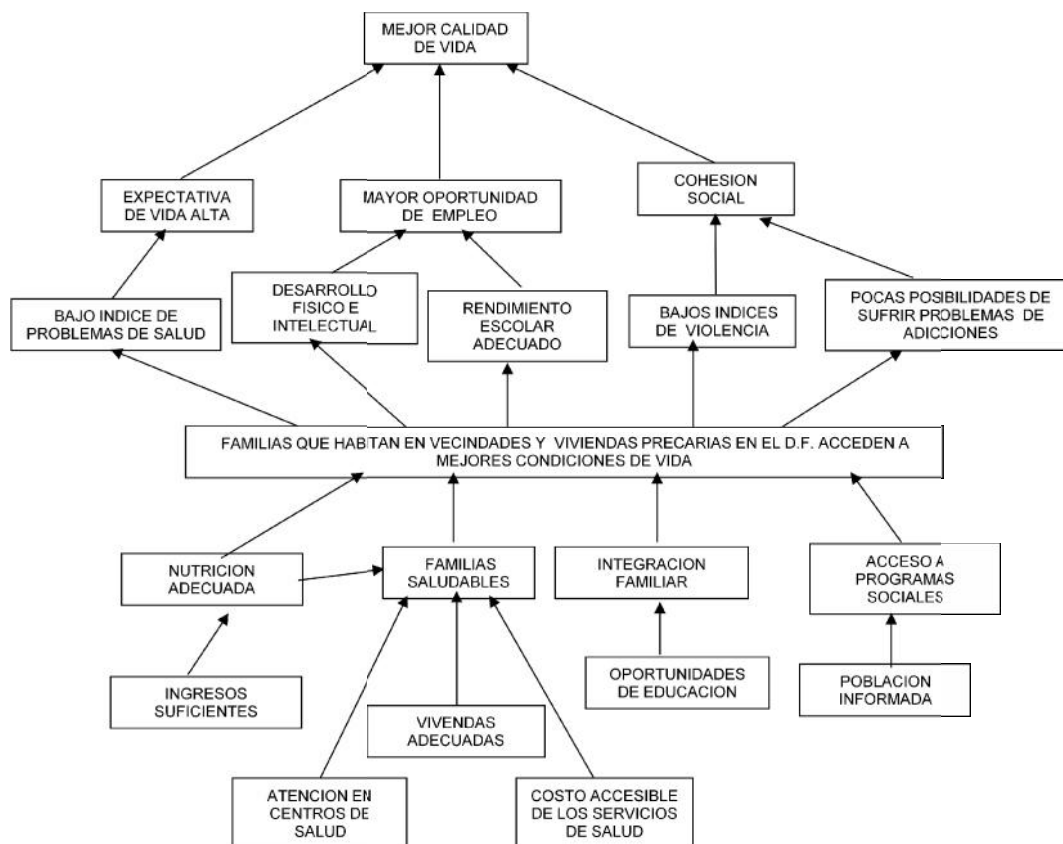 MEJOR CALIDAD
DE VIDA
EXPECTATIVA
DE VIDA ALTA
MAYOR OPORTUNIDAD
DE EMPLEO
COHESION
SOCIAL
BAJO INDICE DE
PROBLEMAS DE SALUD
DESARROLLO
FISICO E
INTELECTUAL
RENDIMIENTO
ESCOLAR
ADECUADO
BAJOS INDICES
DE VIOLENCIA
POCAS POSIBILIDADES DE
SUFRIR PROBLEMAS DE
ADICCIONES
FAMILIAS QUE HABITAN EN VECINDADES Y VIVIENDAS PRECARIAS EN EL D.F. ACCEDEN A
MEJORES CONDICIONES DE VIDA
NUTRICION
ADECUADA
FAMILIAS
SALUDABLES
INTEGRACION
FAMILIAR
ACCESO A
PROGRAMAS
SOCIALES
INGRESOS
SUFICIENTES
VIVENDAS
ADECUADAS
OPORTUNIDADES
DE EDUCACION
POBLACION
INFORMADA
ATENCION EN
CENTROS DE
SALUD
COSTO ACCESIBLE
DE LOS SERVICIOS
DE SALUD